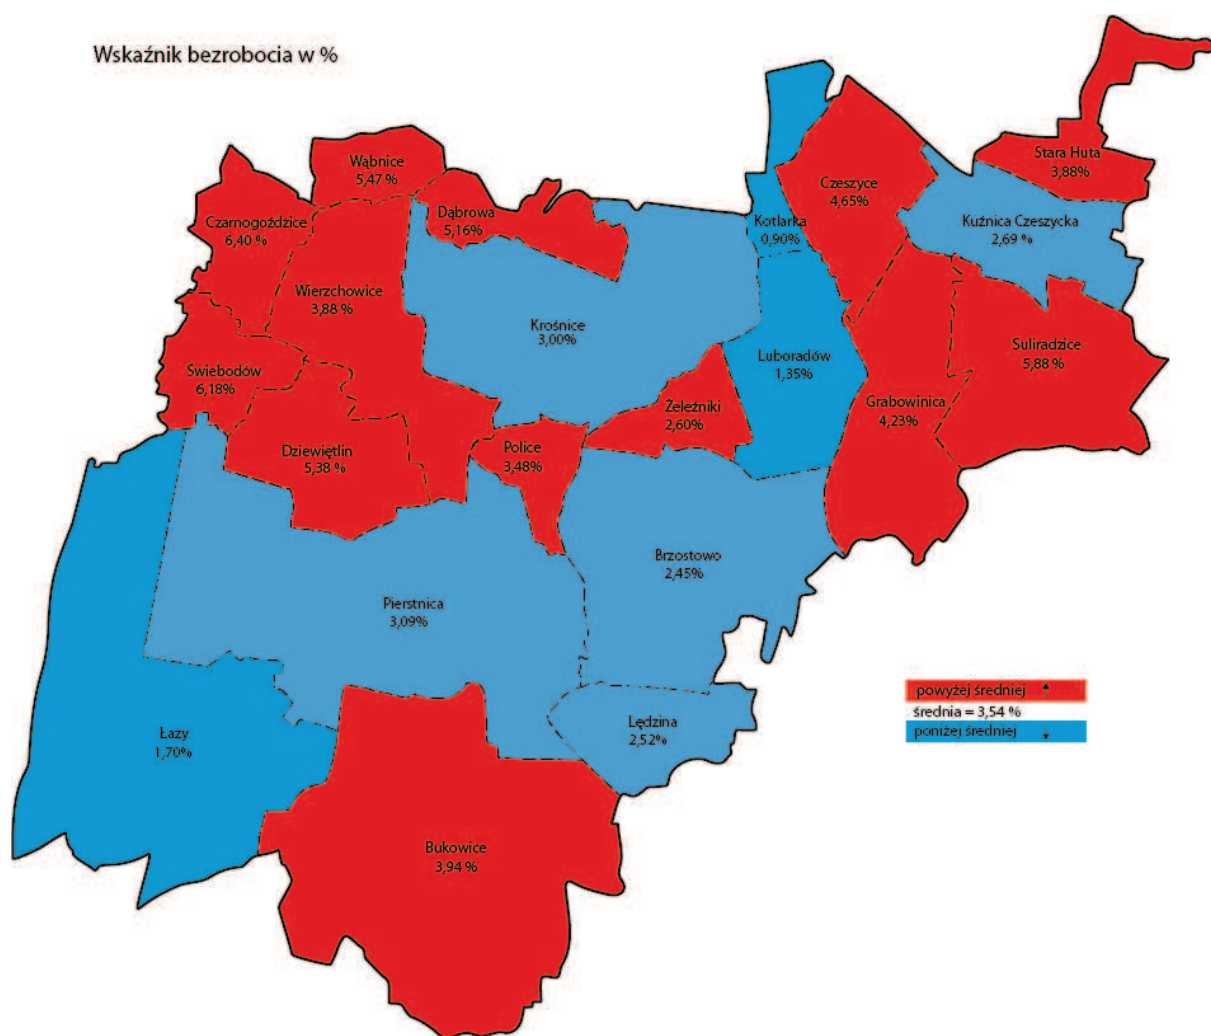 Wskaźnik bezrobocia w %
Stara Huta
3,88%
Wąbnice
5,47 %
Czeszyce
4,65%
Dąbrowa
5,16%
Czarnogoździce
6,40 %
Kotlarka
0,90%
Kuźnica Czeszycka
2,69 %
Wierzchowice
3,88 %
Krośnice
3,00%
Suliradzice
5,88 %
Luboradów
1,35%
Świebodów
6,18%
Grabowinica
4,23%
Żeleźniki
2,60%
Dziewiętlin
5,38 %
Police
3,48%
Brzostowo
2,45%
Pierstnica
3,09%
powyżej średniej
średnia = 3,54 %
poniżej średniej
Łazy
1,70%
Lędzina
2,52%
Bukowice
3,94 %